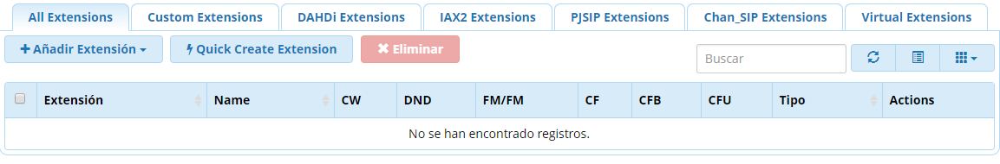 All Extensions Custom Extensions DAHDi Extensions IAX2 Extensions PJSIP Extensions Chan_SIP Extensions Virtual Extensions
Añadir Extensión Quick Create Extension Eliminar Buscar
Extensión Name CW DND FM/FM CF CFB CFU Tipo Actions
No se han encontrado registros.